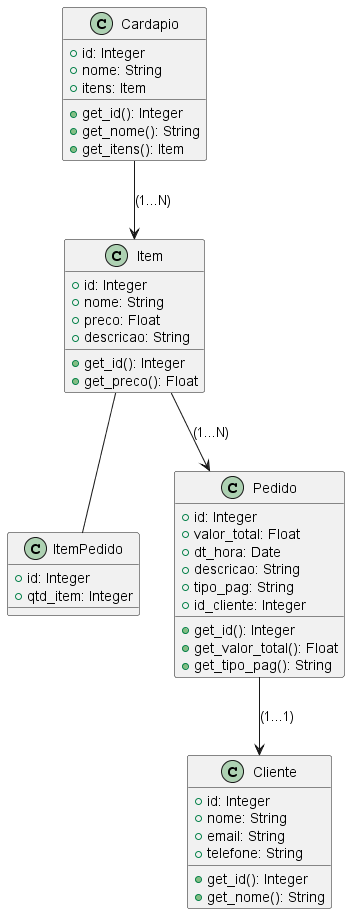 C Cardapio
id: Integer
nome: String
itens: Item
get_id(): Integer
get_nome(): String
get_itens(): Item
(1...N)
C Item
id: Integer
nome: String
preco: Float
descricao: String
get_id(): Integer
get_preco(): Float
(1...N)
C ItemPedido
id: Integer
qtd_item: Integer
C Pedido
id: Integer
valor_total: Float
dt_hora: Date
descricao: String
tipo_pag: String
id_cliente: Integer
get_id(): Integer
get_valor_total(): Float
get_tipo_pag(): String
(1...1)
C Cliente
id: Integer
nome: String
email: String
telefone: String
get_id(): Integer
get_nome(): String